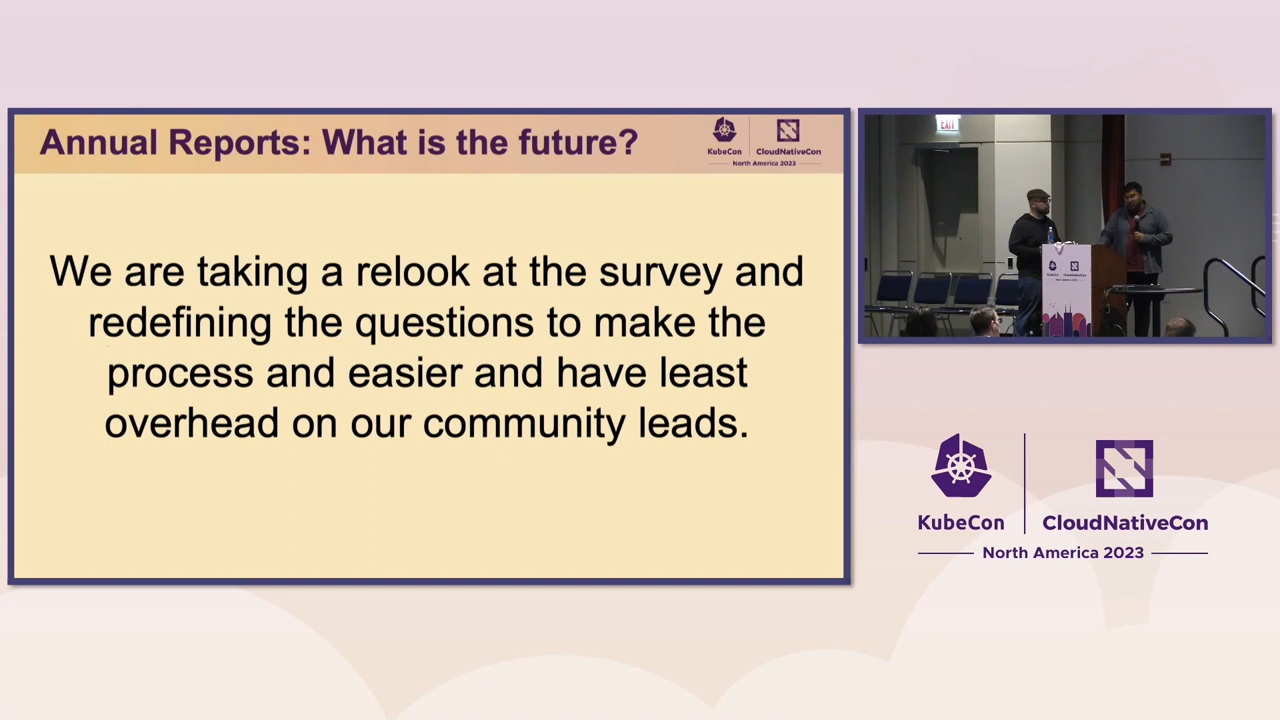 Annual Reports: What is the future?
KubeCon
CloudNativeCon
North America 2023
We are taking a relook at the survey and
redefining the questions to make the
process and easier and have least
overhead on our community leads.
EXIT
KubeCon
CloudNativeCon
North America 2023